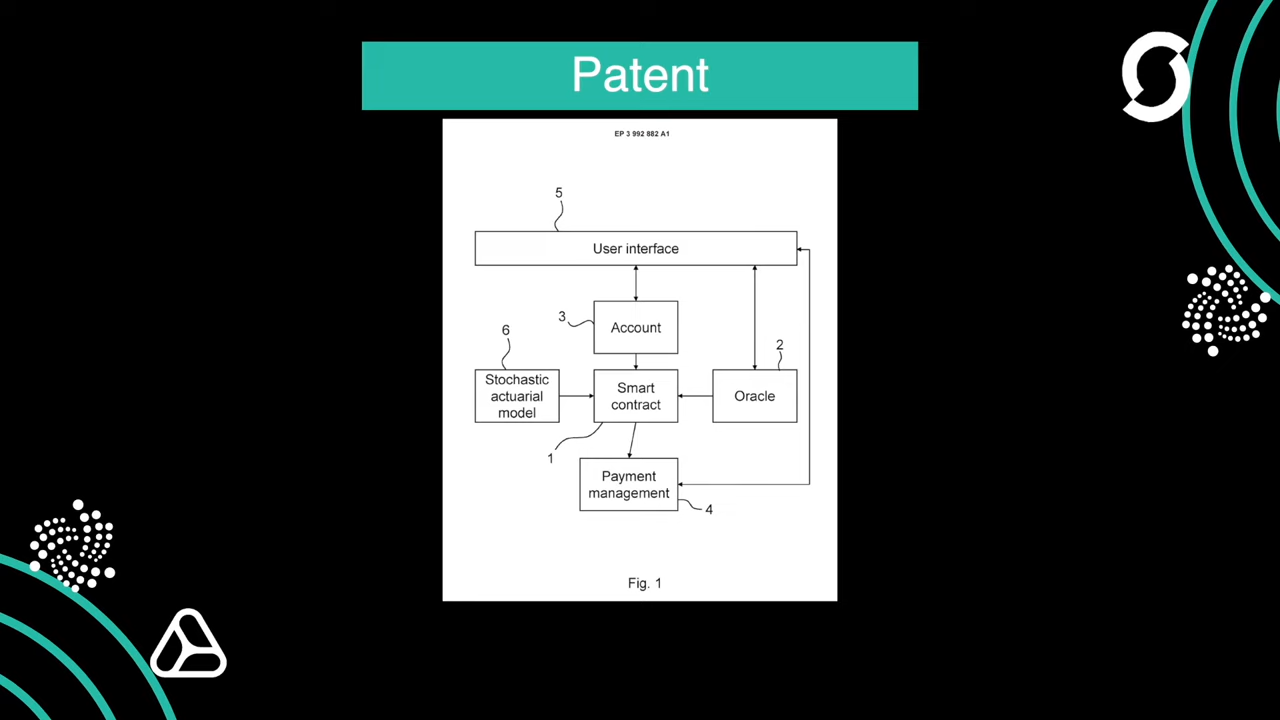 Patent
EP 3 992 882 A1
5
User interface
3
Account
6
2
Stochastic
actuarial
model
Smart
contract
Oracle
1
Payment
management
4
Fig. 1